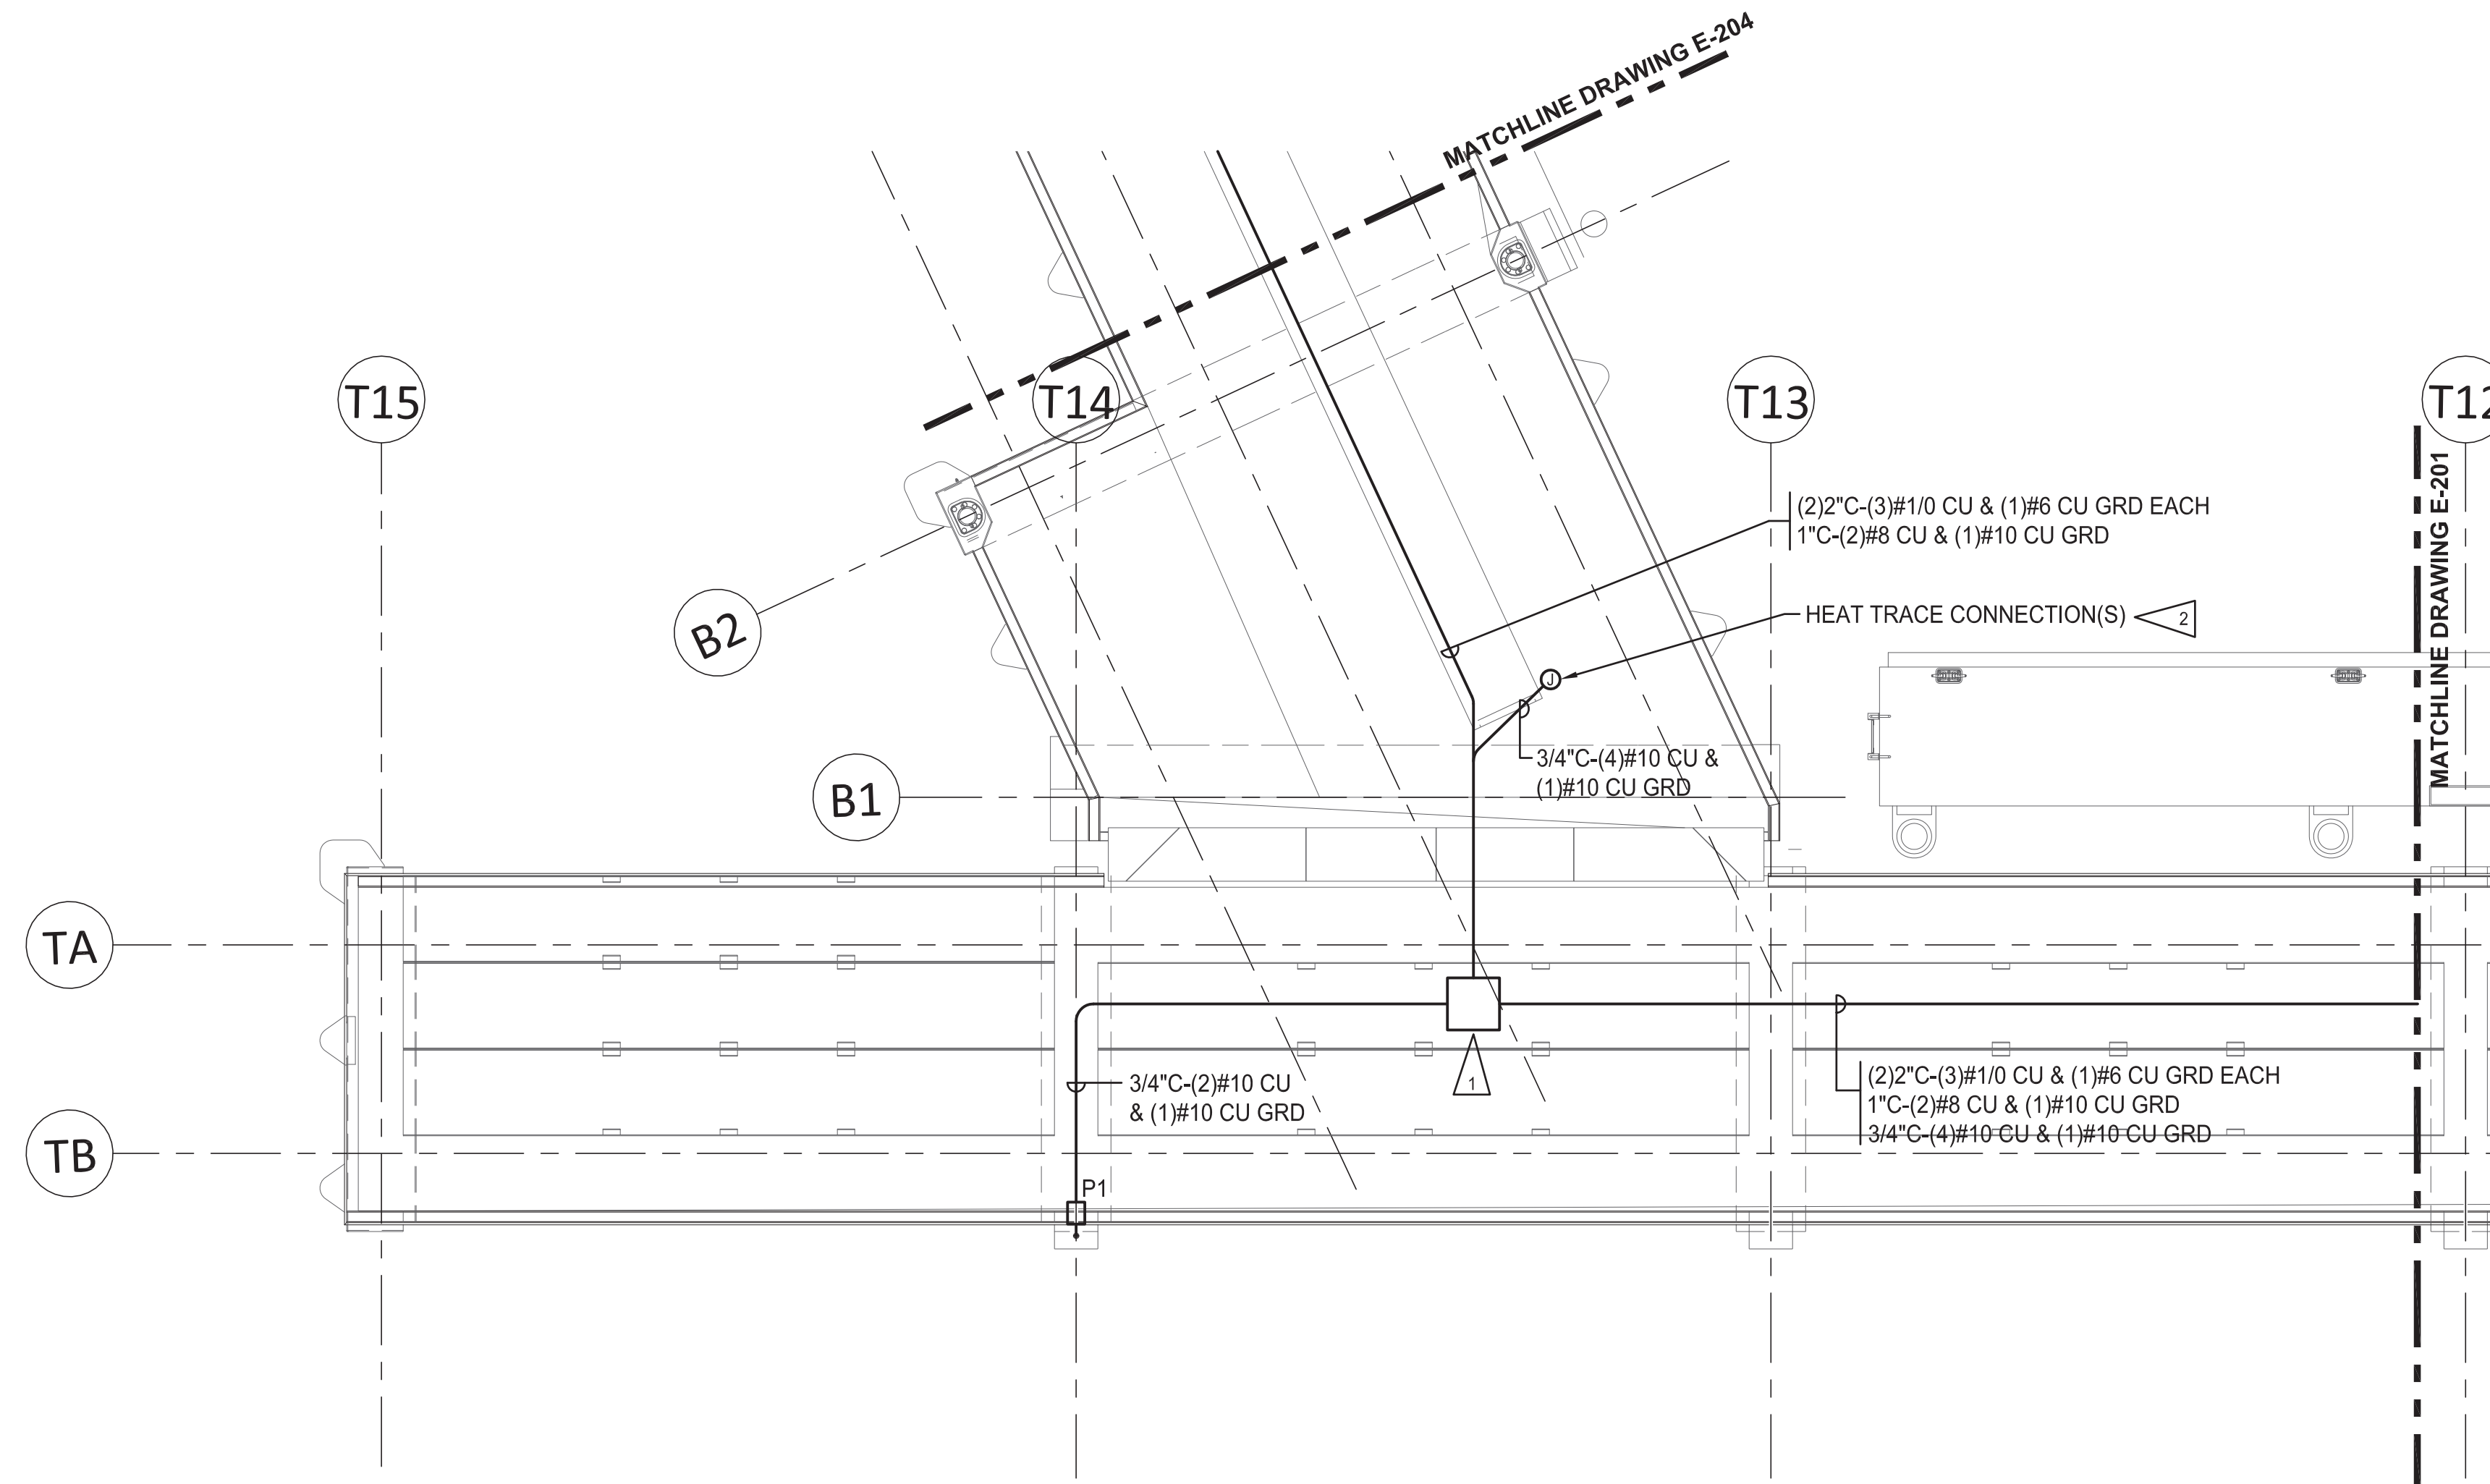 MATCHLINE DRAWING E-204
T15
T14
T13
T12
MATCHLINE DRAWING E-201
(2)2"C-(3)#1/0 CU & (1)#6 CU GRD EACH
1"C-(2)#8 CU & (1)#10 CU GRD
HEAT TRACE CONNECTION(S)
2
B2
J
3/4"C-(4)#10 CU &
(1)#10 CU GRD
B1
TA
1
3/4"C-(2)#10 CU
& (1)#10 CU GRD
(2)2"C-(3)#1/0 CU & (1)#6 CU GRD EACH
1"C-(2)#8 CU & (1)#10 CU GRD
3/4"C-(4)#10 CU & (1)#10 CU GRD
TB
P1